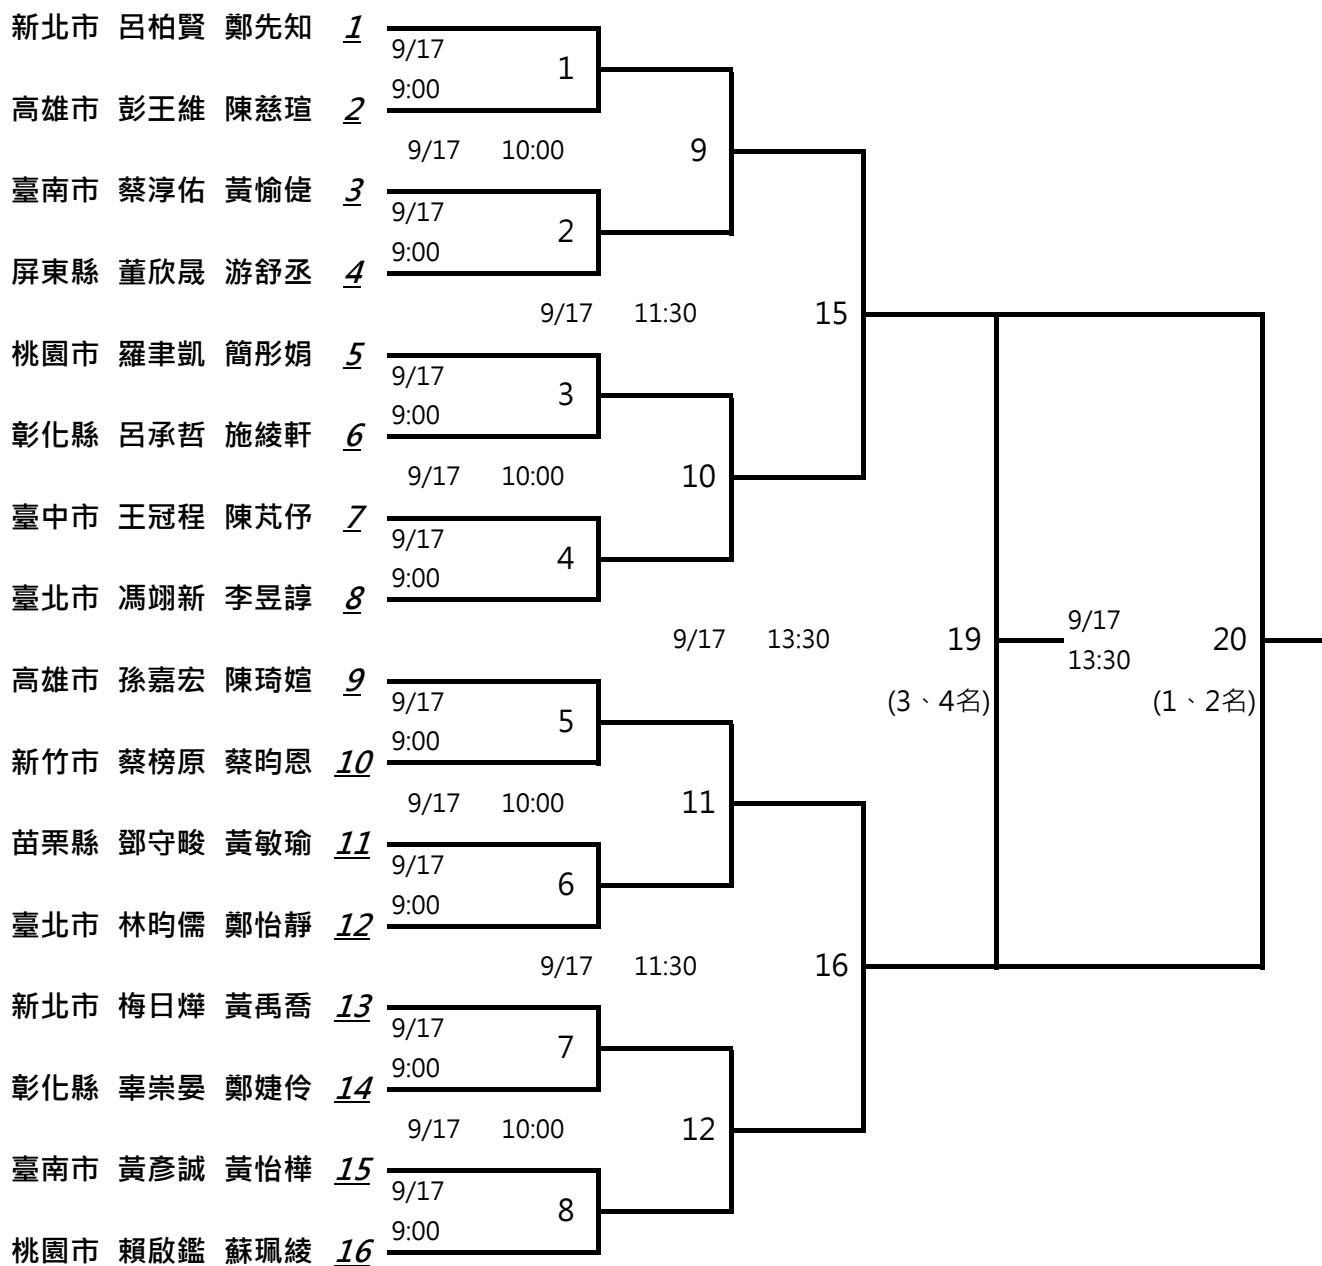 新北市 呂柏賢 鄭先知 1
9/17
9:00
1
高雄市 彭王維 陳慈瑄 2
9/17 10:00 9
臺南市 蔡淳佑 黃愉偼 3
9/17
9:00
2
屏東縣 董欣晟 游舒丞 4
9/17 11:30 15
桃園市 羅聿凱 簡彤娟 5
9/17
9:00
3
彰化縣 呂承哲 施綾軒 6
9/17 10:00 10
臺中市 王冠程 陳芃伃 7
9/17
9:00
4
臺北市 馮翊新 李昱諄 8
9/17 13:30 19
(3、4名)
9/17
13:30
20
(1、2名)
高雄市 孫嘉宏 陳琦媗 9
9/17
9:00
5
新竹市 蔡榜原 蔡昀恩 10
9/17 10:00 11
苗栗縣 鄧守畯 黃敏瑜 11
9/17
9:00
6
臺北市 林昀儒 鄭怡靜 12
9/17 11:30 16
新北市 梅日燁 黃禹喬 13
9/17
9:00
7
彰化縣 辜崇晏 鄭婕伶 14
9/17 10:00 12
臺南市 黃彥誠 黃怡樺 15
9/17
9:00
8
桃園市 賴啟鑑 蘇珮綾 16